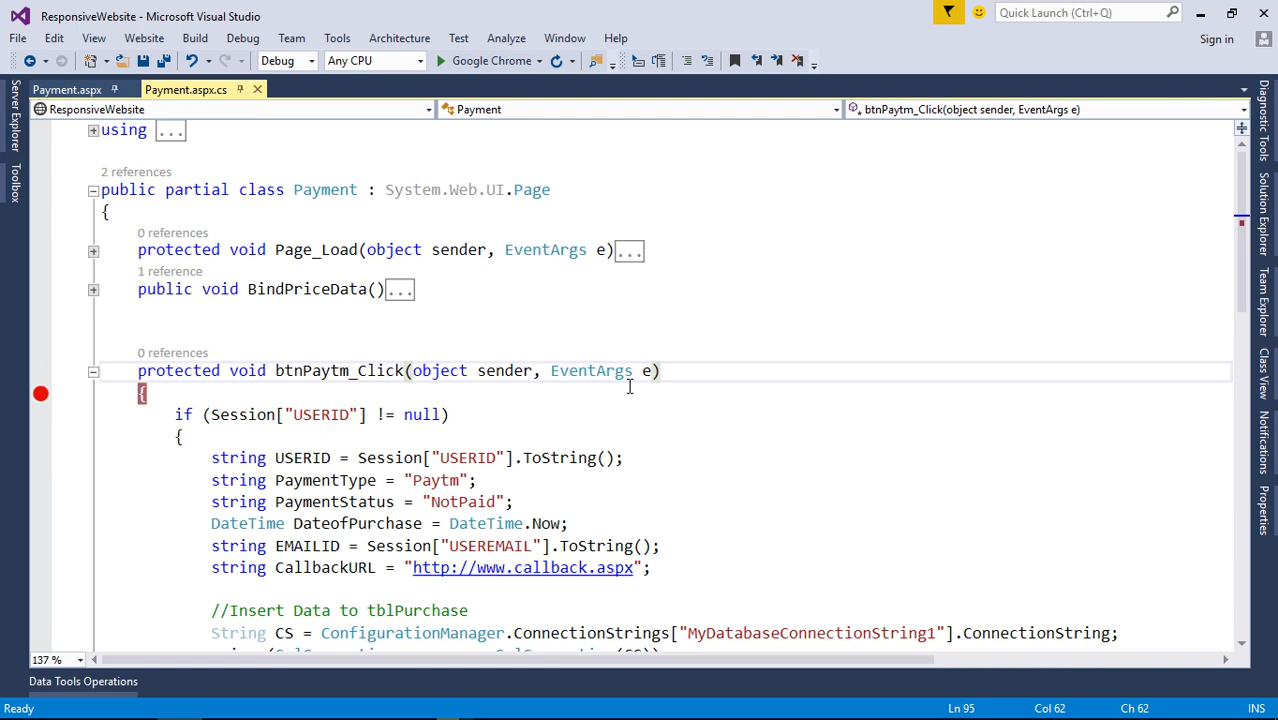 ResponsiveWebsite - Microsoft Visual Studio
Quick Launch (Ctrl+Q)
File Edit View Website Build Debug Team Tools Architecture Test Analyze Window Help
Sign in
Debug Any CPU Google Chrome
Payment.aspx Payment.aspx.cs
ResponsiveWebsite Payment btnPaytm_Click(object sender, EventArgs e)
Server Explorer
Toolbox
using ...
2 references
public partial class Payment : System.Web.UI.Page
{
0 references
protected void Page_Load(object sender, EventArgs e)...
1 reference
public void BindPriceData()...
0 references
protected void btnPaytm_Click(object sender, EventArgs e)
{
if (Session["USERID"] != null)
{
string USERID = Session["USERID"].ToString();
string PaymentType = "Paytm";
string PaymentStatus = "NotPaid";
DateTime DateofPurchase = DateTime.Now;
string EMAILID = Session["USEREMAIL"].ToString();
string CallbackURL = "http://www.callback.aspx";
//Insert Data to tblPurchase
String CS = ConfigurationManager.ConnectionStrings["MyDatabaseConnectionString1"].ConnectionString;
Diagnostic Tools
Solution Explorer
Team Explorer
Class View
Notifications
Properties
137 %
Data Tools Operations
Ready Ln 95 Col 62 Ch 62 INS